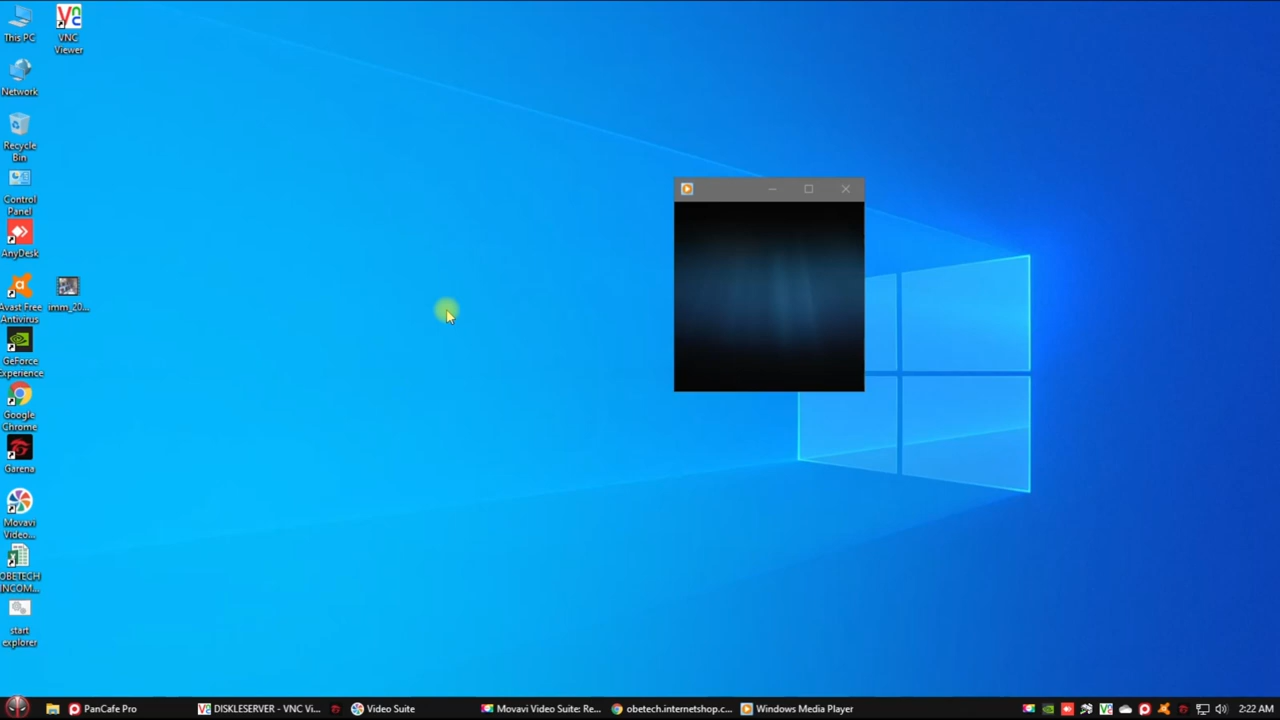 This PC
VNC
Viewer
Network
Recycle
Bin
Control
Panel
AnyDesk
Avast Free
Antivirus
imm_20...
GeForce
Experience
Google
Chrome
Garena
Movavi
Video...
OBETECH
INCOM...
start
explorer
PanCafe Pro
DISKLESERVER - VNC Vi...
Video Suite
Movavi Video Suite: Re...
obetech.internetshop.c...
Windows Media Player
2:22 AM